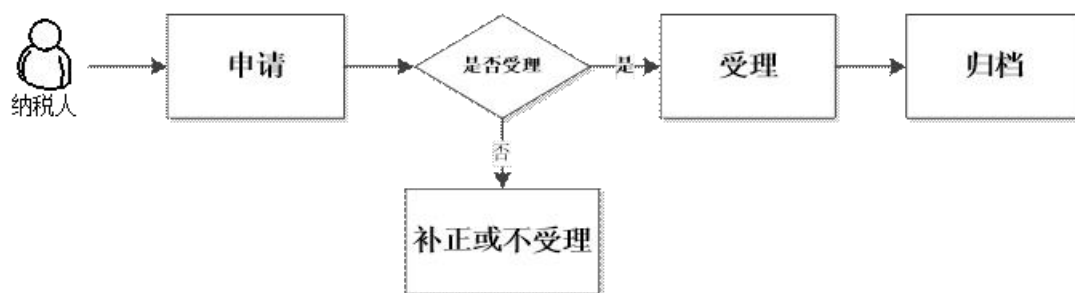 纳税人
申请
是否受理
是
受理
归档
否
补正或不受理